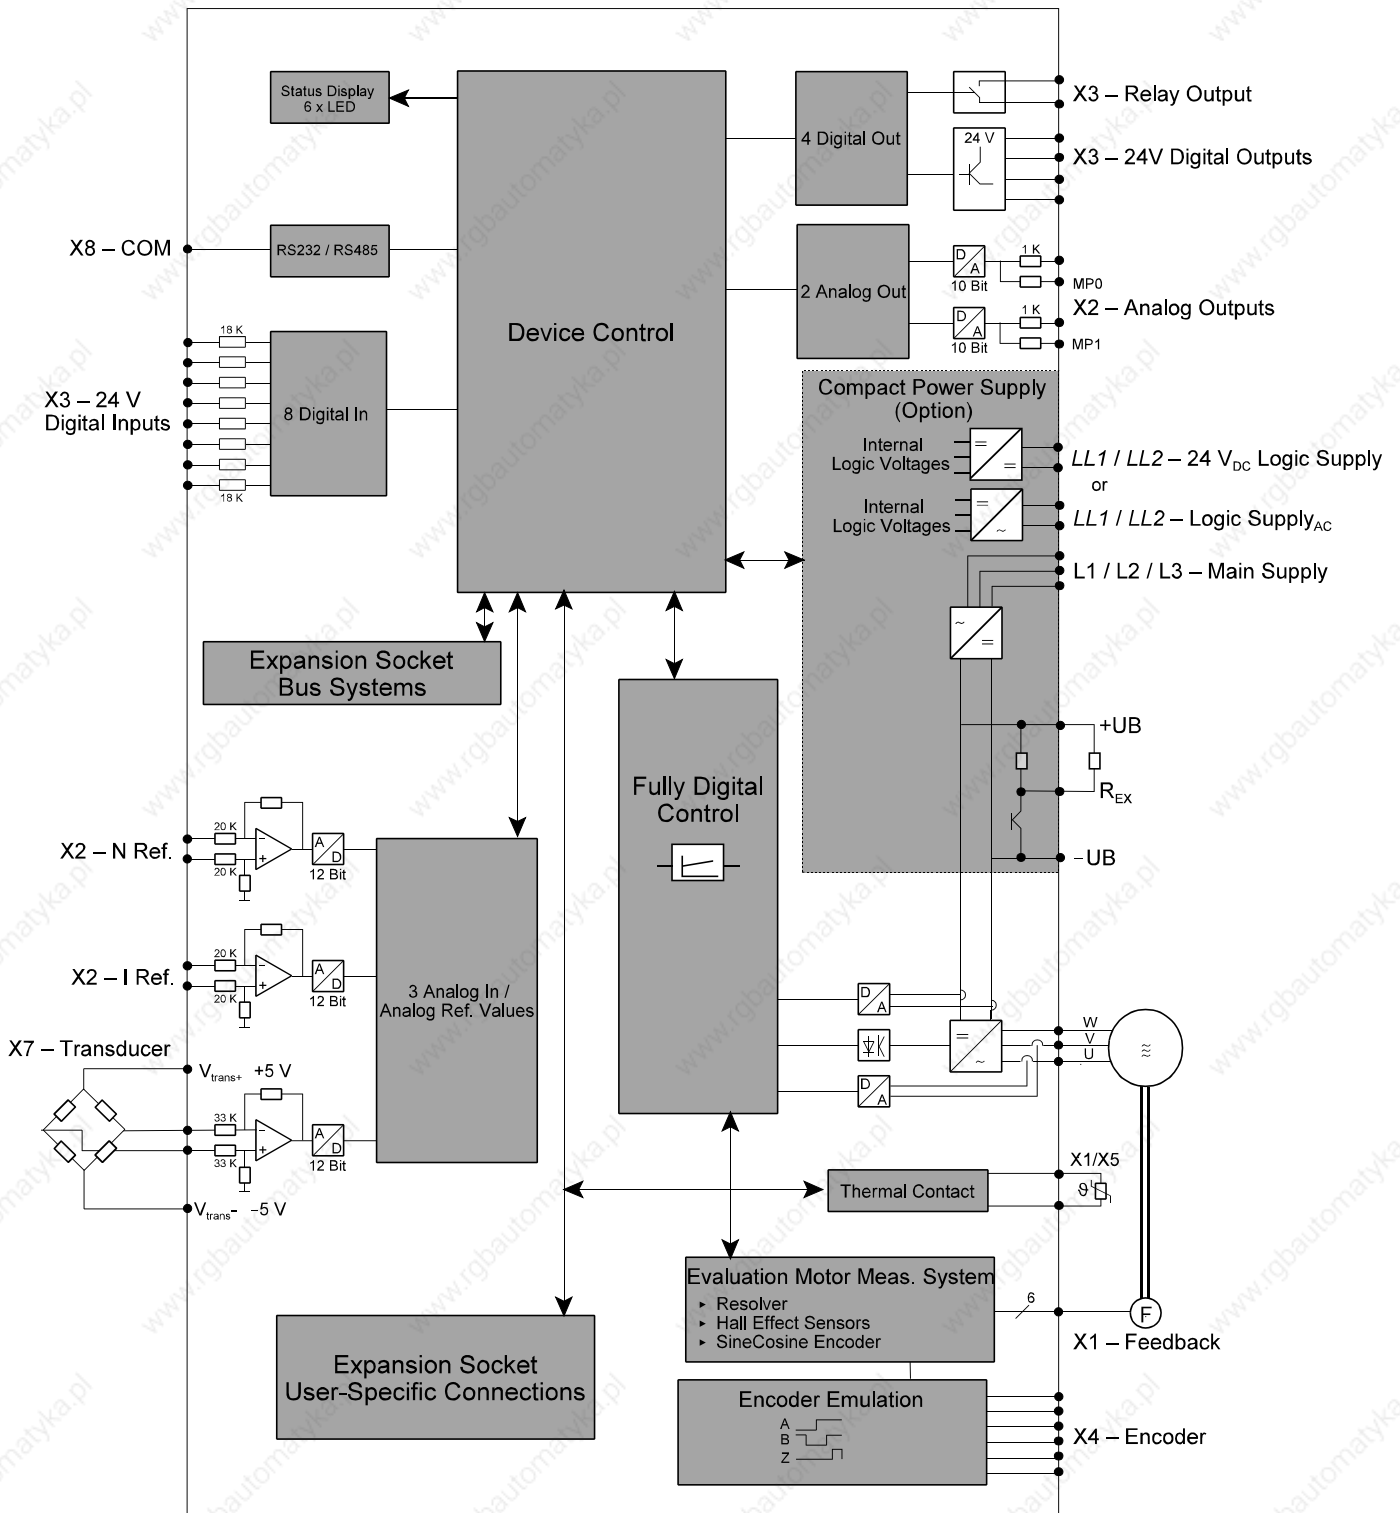 Status Display
6 x LED
X8 – COM
RS232 / RS485
18 K
X3 – 24 V
Digital Inputs
8 Digital In
18 K
Device Control
4 Digital Out
24 V
X3 – Relay Output
X3 – 24V Digital Outputs
2 Analog Out
D
A
10 Bit
1 K
MP0
X2 – Analog Outputs
D
A
10 Bit
1 K
MP1
Compact Power Supply
(Option)
Internal
Logic Voltages
=
=
LL1 / LL2 – 24 VDC Logic Supply
or
Internal
Logic Voltages
=
~
LL1 / LL2 – Logic SupplyAC
L1 / L2 / L3 – Main Supply
~
=
+UB
REX
–UB
Expansion Socket
Bus Systems
Fully Digital
Control
X2 – N Ref.
20 K
20 K
–
+
A
D
12 Bit
X2 – I Ref.
20 K
20 K
–
+
A
D
12 Bit
3 Analog In /
Analog Ref. Values
X7 – Transducer
Vtrans+ +5 V
33 K
33 K
–
+
A
D
12 Bit
Vtrans- –5 V
D
A
D
A
=
~
W
V
U
≈
X1/X5
ϑ
Thermal Contact
Evaluation Motor Meas. System
▸ Resolver
▸ Hall Effect Sensors
▸ SineCosine Encoder
6
F
X1 – Feedback
Expansion Socket
User–Specific Connections
Encoder Emulation
A
B
Z
X4 – Encoder
www.rgbautomatyka.pl